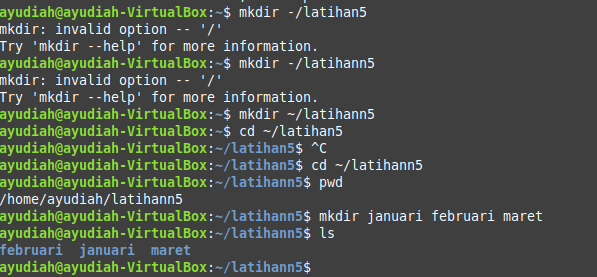 ayudiah@ayudiah-VirtualBox:~$ mkdir -/latihan5
mkdir: invalid option -- '/'
Try 'mkdir --help' for more information.
ayudiah@ayudiah-VirtualBox:~$ mkdir -/latihann5
mkdir: invalid option -- '/'
Try 'mkdir --help' for more information.
ayudiah@ayudiah-VirtualBox:~$ mkdir ~/latihann5
ayudiah@ayudiah-VirtualBox:~$ cd ~/latihan5
ayudiah@ayudiah-VirtualBox:~/latihan5$ ^C
ayudiah@ayudiah-VirtualBox:~/latihan5$ cd ~/latihann5
ayudiah@ayudiah-VirtualBox:~/latihann5$ pwd
/home/ayudiah/latihann5
ayudiah@ayudiah-VirtualBox:~/latihann5$ mkdir januari februari maret
ayudiah@ayudiah-VirtualBox:~/latihann5$ ls
februari  januari  maret
ayudiah@ayudiah-VirtualBox:~/latihann5$